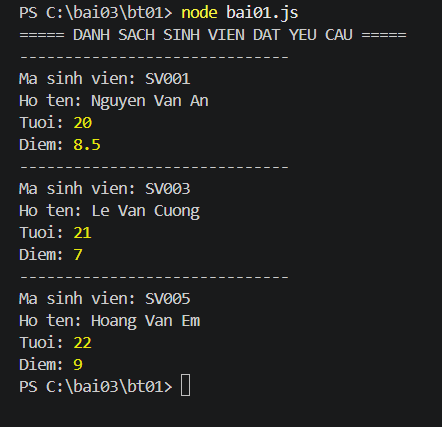 PS C:\bai03\bt01> node bai01.js
===== DANH SACH SINH VIEN DAT YEU CAU =====
------------------------------
Ma sinh vien: SV001
Ho ten: Nguyen Van An
Tuoi: 20
Diem: 8.5
------------------------------
Ma sinh vien: SV003
Ho ten: Le Van Cuong
Tuoi: 21
Diem: 7
------------------------------
Ma sinh vien: SV005
Ho ten: Hoang Van Em
Tuoi: 22
Diem: 9
PS C:\bai03\bt01>